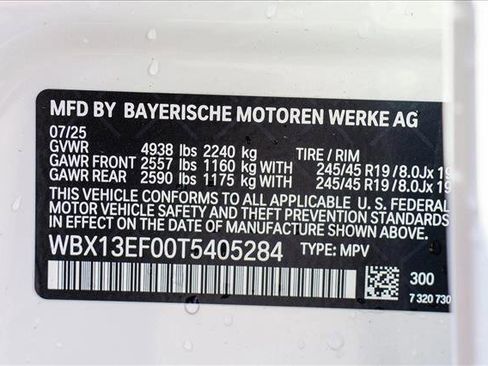 MFD BY BAYERISCHE MOTOREN WERKE AG
07/25
GVWR 4938 lbs 2240 kg TIRE / RIM
GAWR FRONT 2557 lbs 1160 kg WITH 245/45 R19 / 8.0Jx 19
GAWR REAR 2590 lbs 1175 kg WITH 245/45 R19 / 8.0Jx 19
THIS VEHICLE CONFORMS TO ALL APPLICABLE U. S. FEDERAL
MOTOR VEHICLE SAFETY AND THEFT PREVENTION STANDARDS
IN EFFECT ON THE DATE OF MANUFACTURE SHOWN ABOVE.
WBX13EF00T5405284 TYPE: MPV
300
7 320 730